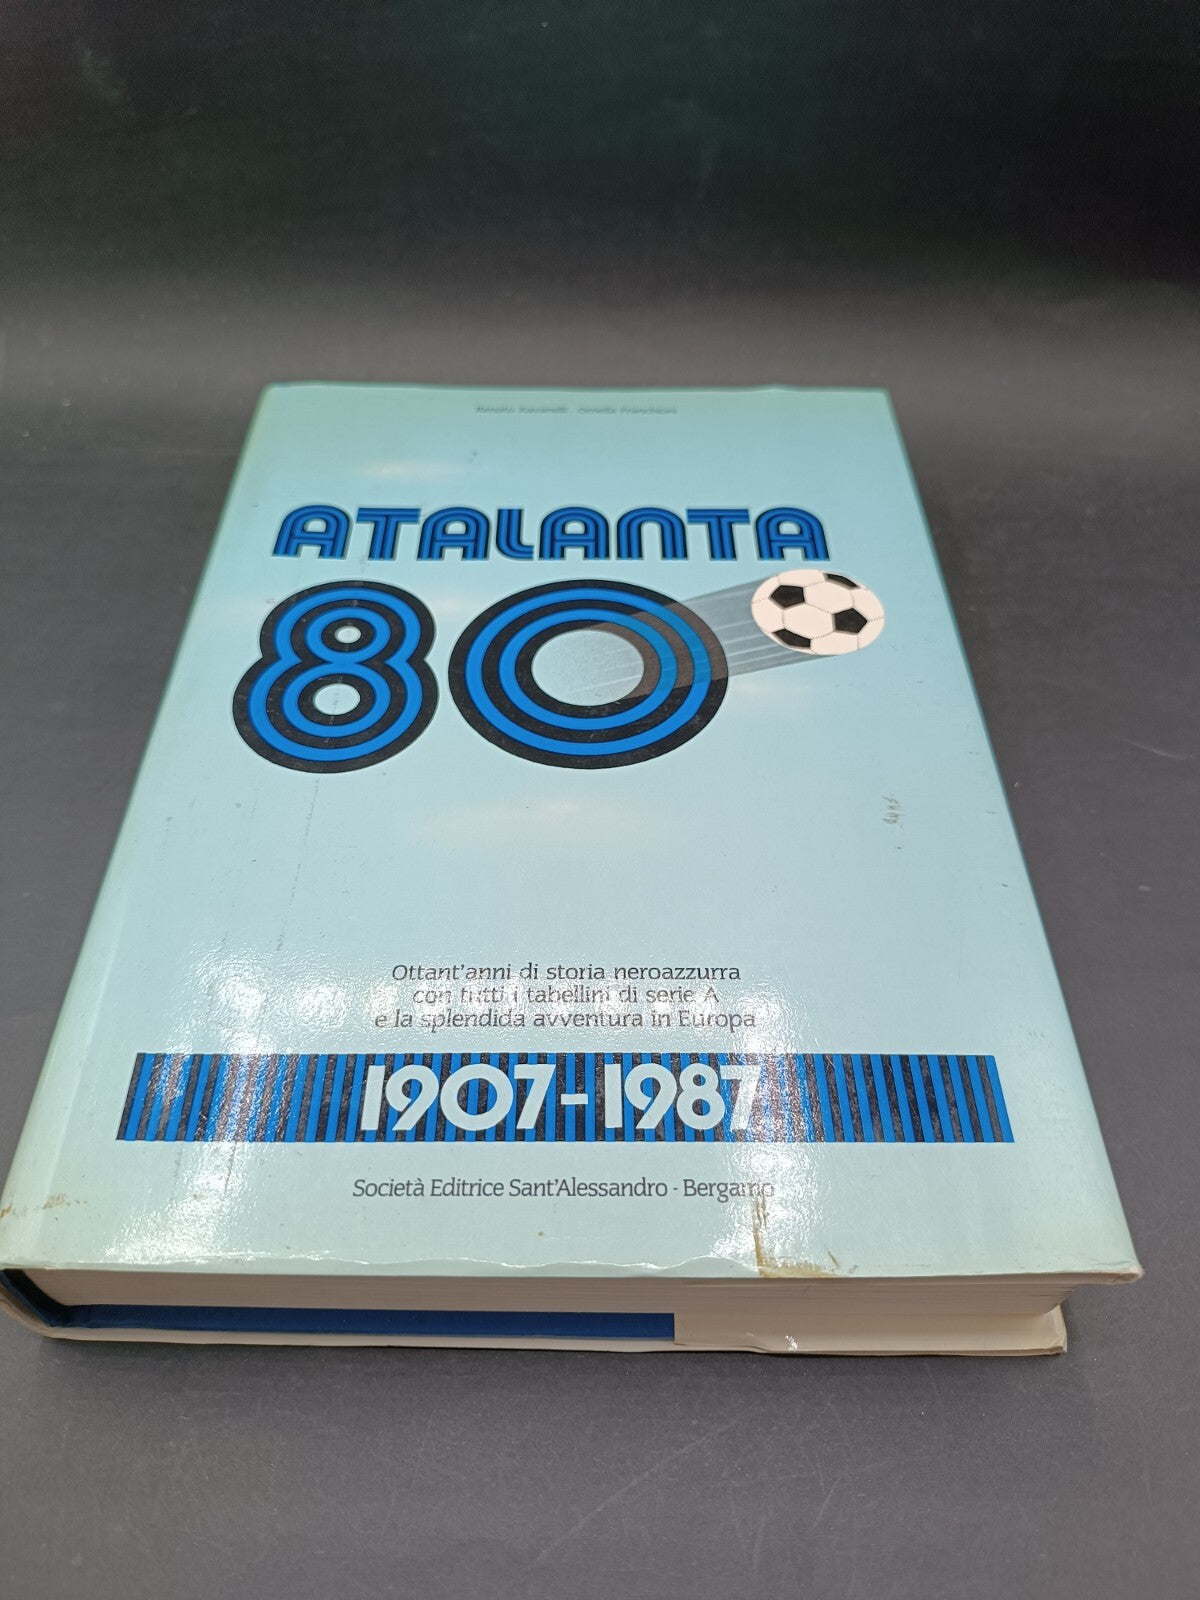 Renato Ravanelli - Ornella Franchioni
ATALANTA
80
Ottant'anni di storia neroazzurra
con tutti i tabellini di serie A
e la splendida avventura in Europa
1907-1987
Società Editrice Sant'Alessandro - Bergamo